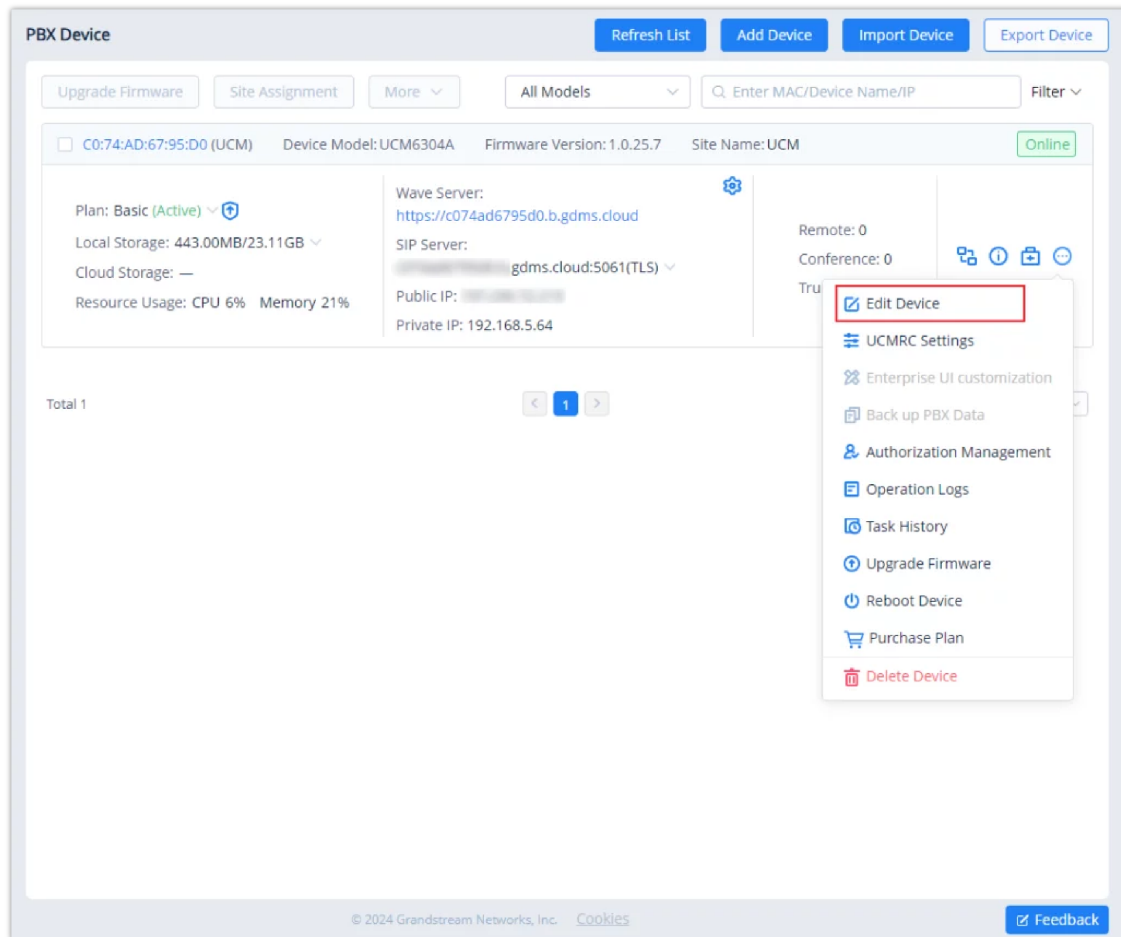 PBX Device
Refresh List
Add Device
Import Device
Export Device
Upgrade Firmware
Site Assignment
More
All Models
Enter MAC/Device Name/IP
Filter
C0:74:AD:67:95:D0 (UCM) Device Model: UCM6304A Firmware Version: 1.0.25.7 Site Name: UCM
Online
Plan: Basic (Active)
Local Storage: 443.00MB/23.11GB
Cloud Storage: —
Resource Usage: CPU 6% Memory 21%
Wave Server:
https://c074ad6795d0.b.gdms.cloud
SIP Server:
gdms.cloud:5061(TLS)
Public IP:
Private IP: 192.168.5.64
Remote: 0
Conference: 0
Tru
Edit Device
UCMRC Settings
Enterprise UI customization
Back up PBX Data
Authorization Management
Operation Logs
Task History
Upgrade Firmware
Reboot Device
Purchase Plan
Delete Device
Total 1
1
© 2024 Grandstream Networks, Inc. Cookies
Feedback